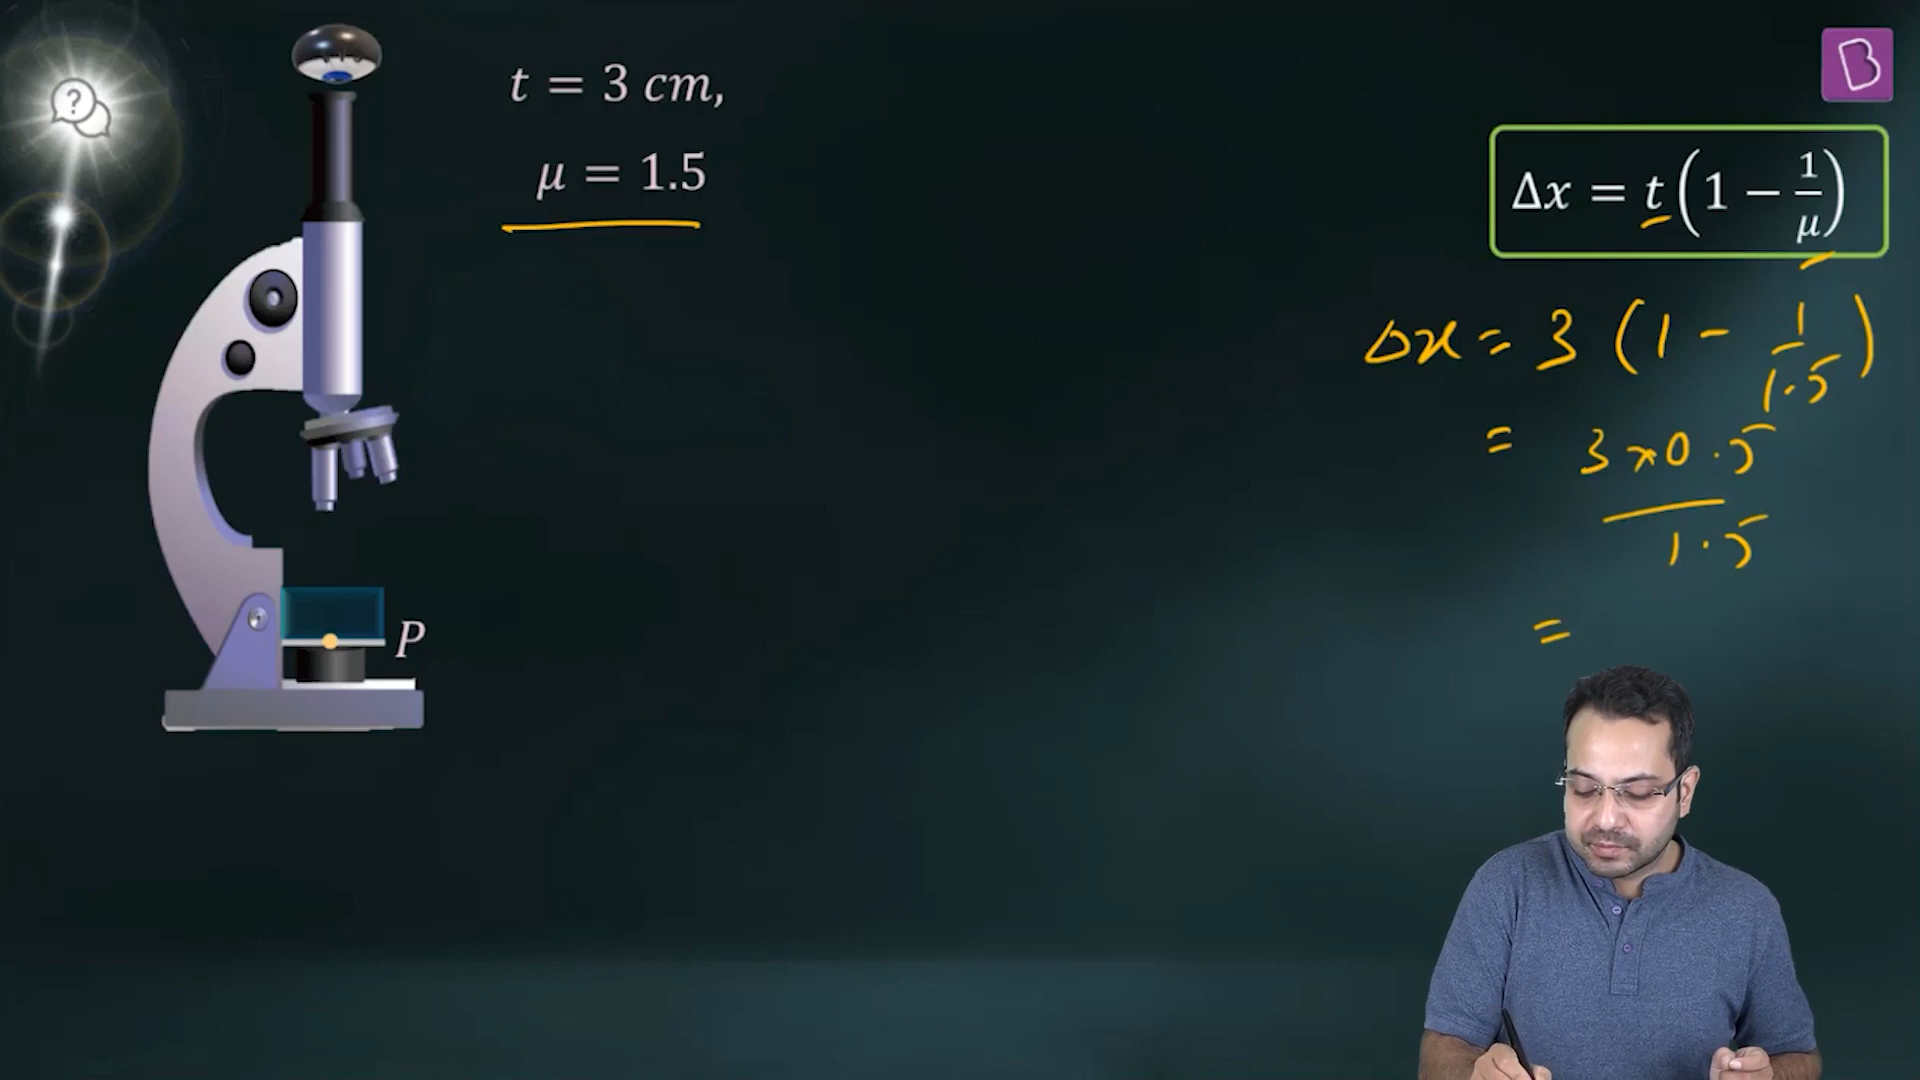 t = 3 cm,
μ = 1.5
P
B
Δx = t(1 − 1/μ)
Δx = 3 (1 − 1/1.5)
= 3×0.5/1.5
=
?